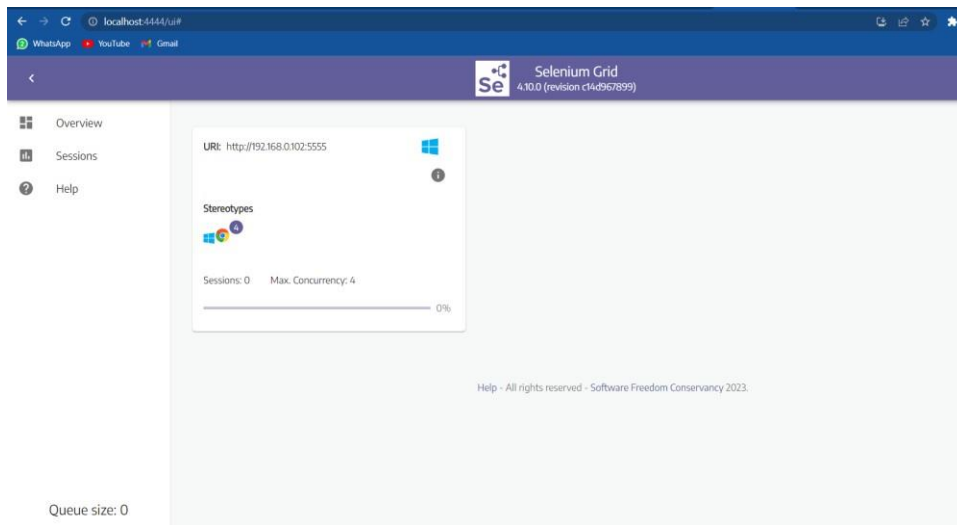 localhost:4444/ui#
WhatsApp YouTube Gmail
Se
Selenium Grid
4.10.0 (revision c14d967899)
Overview
Sessions
Help
URI: http://192.168.0.102:5555
Stereotypes
4
Sessions: 0 Max. Concurrency: 4
0%
Help - All rights reserved - Software Freedom Conservancy 2023.
Queue size: 0